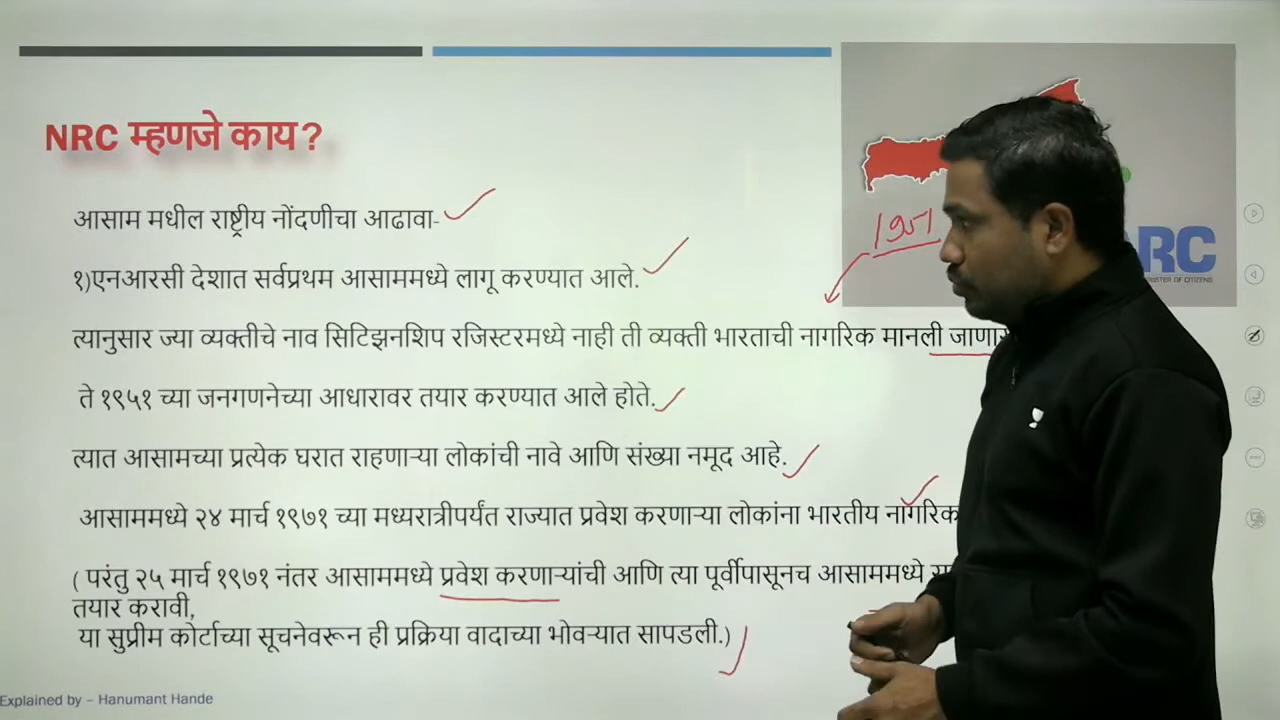 NRC म्हणजे काय?
आसाम मधील राष्ट्रीय नोंदणीचा आढावा-
१)एनआरसी देशात सर्वप्रथम आसाममध्ये लागू करण्यात आले.
1951
RC
त्यानुसार ज्या व्यक्तीचे नाव सिटिझनशिप रजिस्टरमध्ये नाही ती व्यक्ती भारताची नागरिक मानली
ते १९५१ च्या जनगणनेच्या आधारावर तयार करण्यात आले होते.
त्यात आसामच्या प्रत्येक घरात राहणाऱ्या लोकांची नावे आणि संख्या नमूद आहे.
आसाममध्ये २४ मार्च १९७१ च्या मध्यरात्रीपर्यंत राज्यात प्रवेश करणाऱ्या लोकांना भारतीय नागरिक
( परंतु २५ मार्च १९७१ नंतर आसाममध्ये प्रवेश करणाऱ्यांची आणि त्या पूर्वीपासूनच आसाममध्ये
तयार करावी,
या सुप्रीम कोर्टाच्या सूचनेवरून ही प्रक्रिया वादाच्या भोवऱ्यात सापडली.)
Explained by – Hanumant Hande